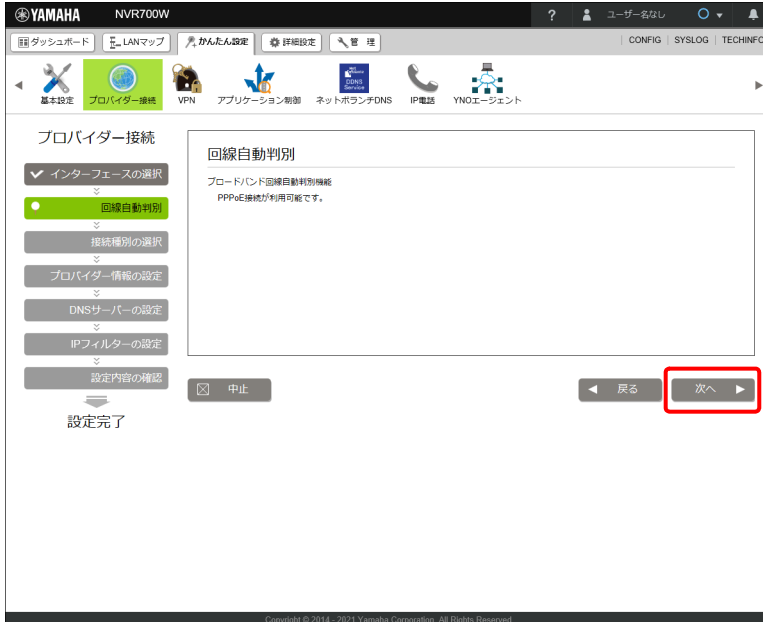 YAMAHA NVR700W ? ユーザー名なし
ダッシュボード LANマップ かんたん設定 詳細設定 管 理 CONFIG SYSLOG TECHINFO
基本設定 プロバイダー接続 VPN アプリケーション制御 ネットボランチDNS IP電話 YNOエージェント
DDNS
Service
プロバイダー接続
インターフェースの選択
回線自動判別
接続種別の選択
プロバイダー情報の設定
DNSサーバーの設定
IPフィルターの設定
設定内容の確認
設定完了
回線自動判別
ブロードバンド回線自動判別機能
PPPoE接続が利用可能です。
中止 戻る 次へ
Copyright © 2014 - 2021 Yamaha Corporation. All Rights Reserved.